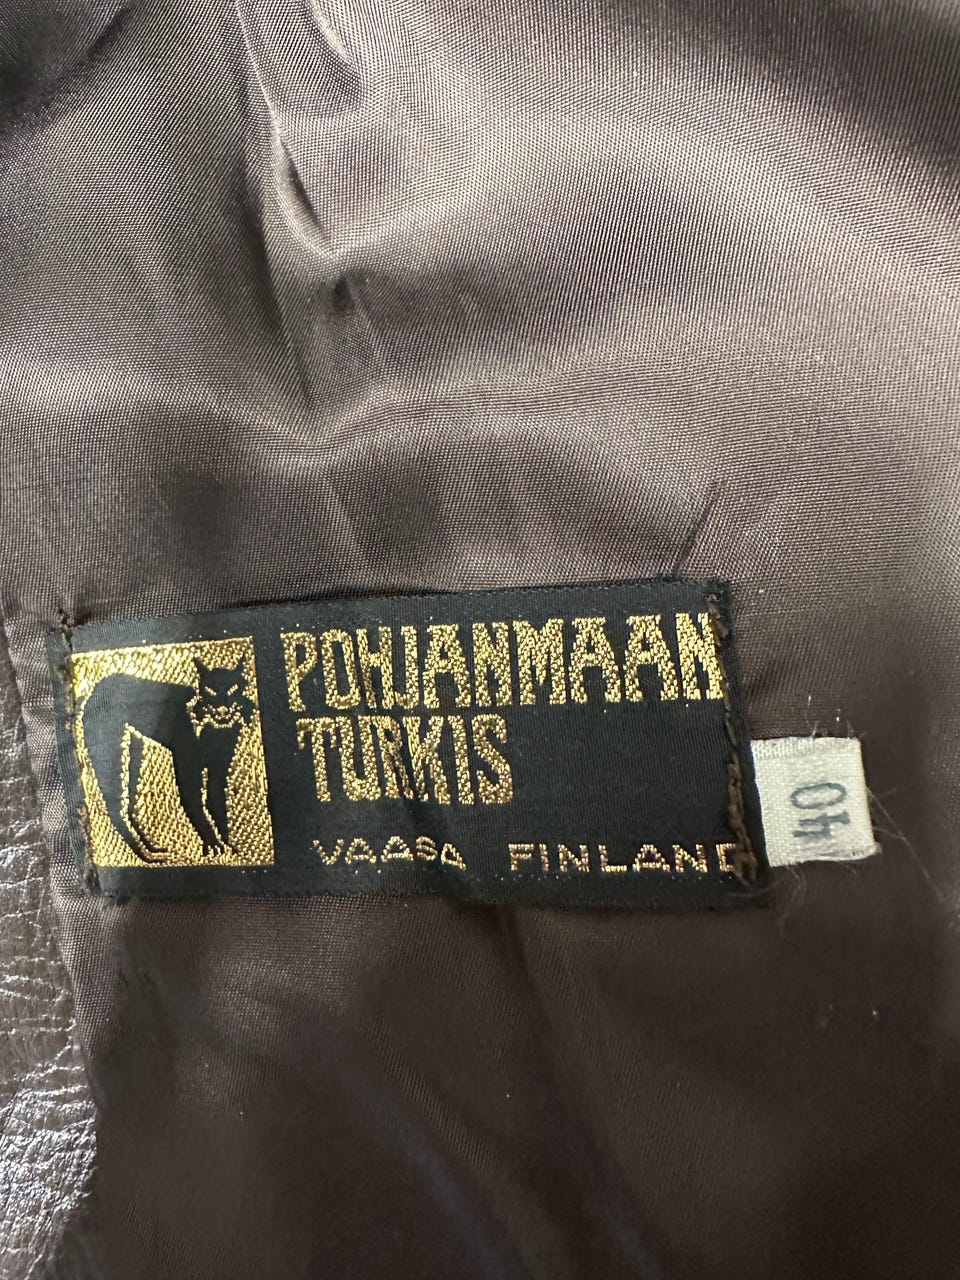 POHJANMAAN
TURKIS
VAASA FINLAND
40